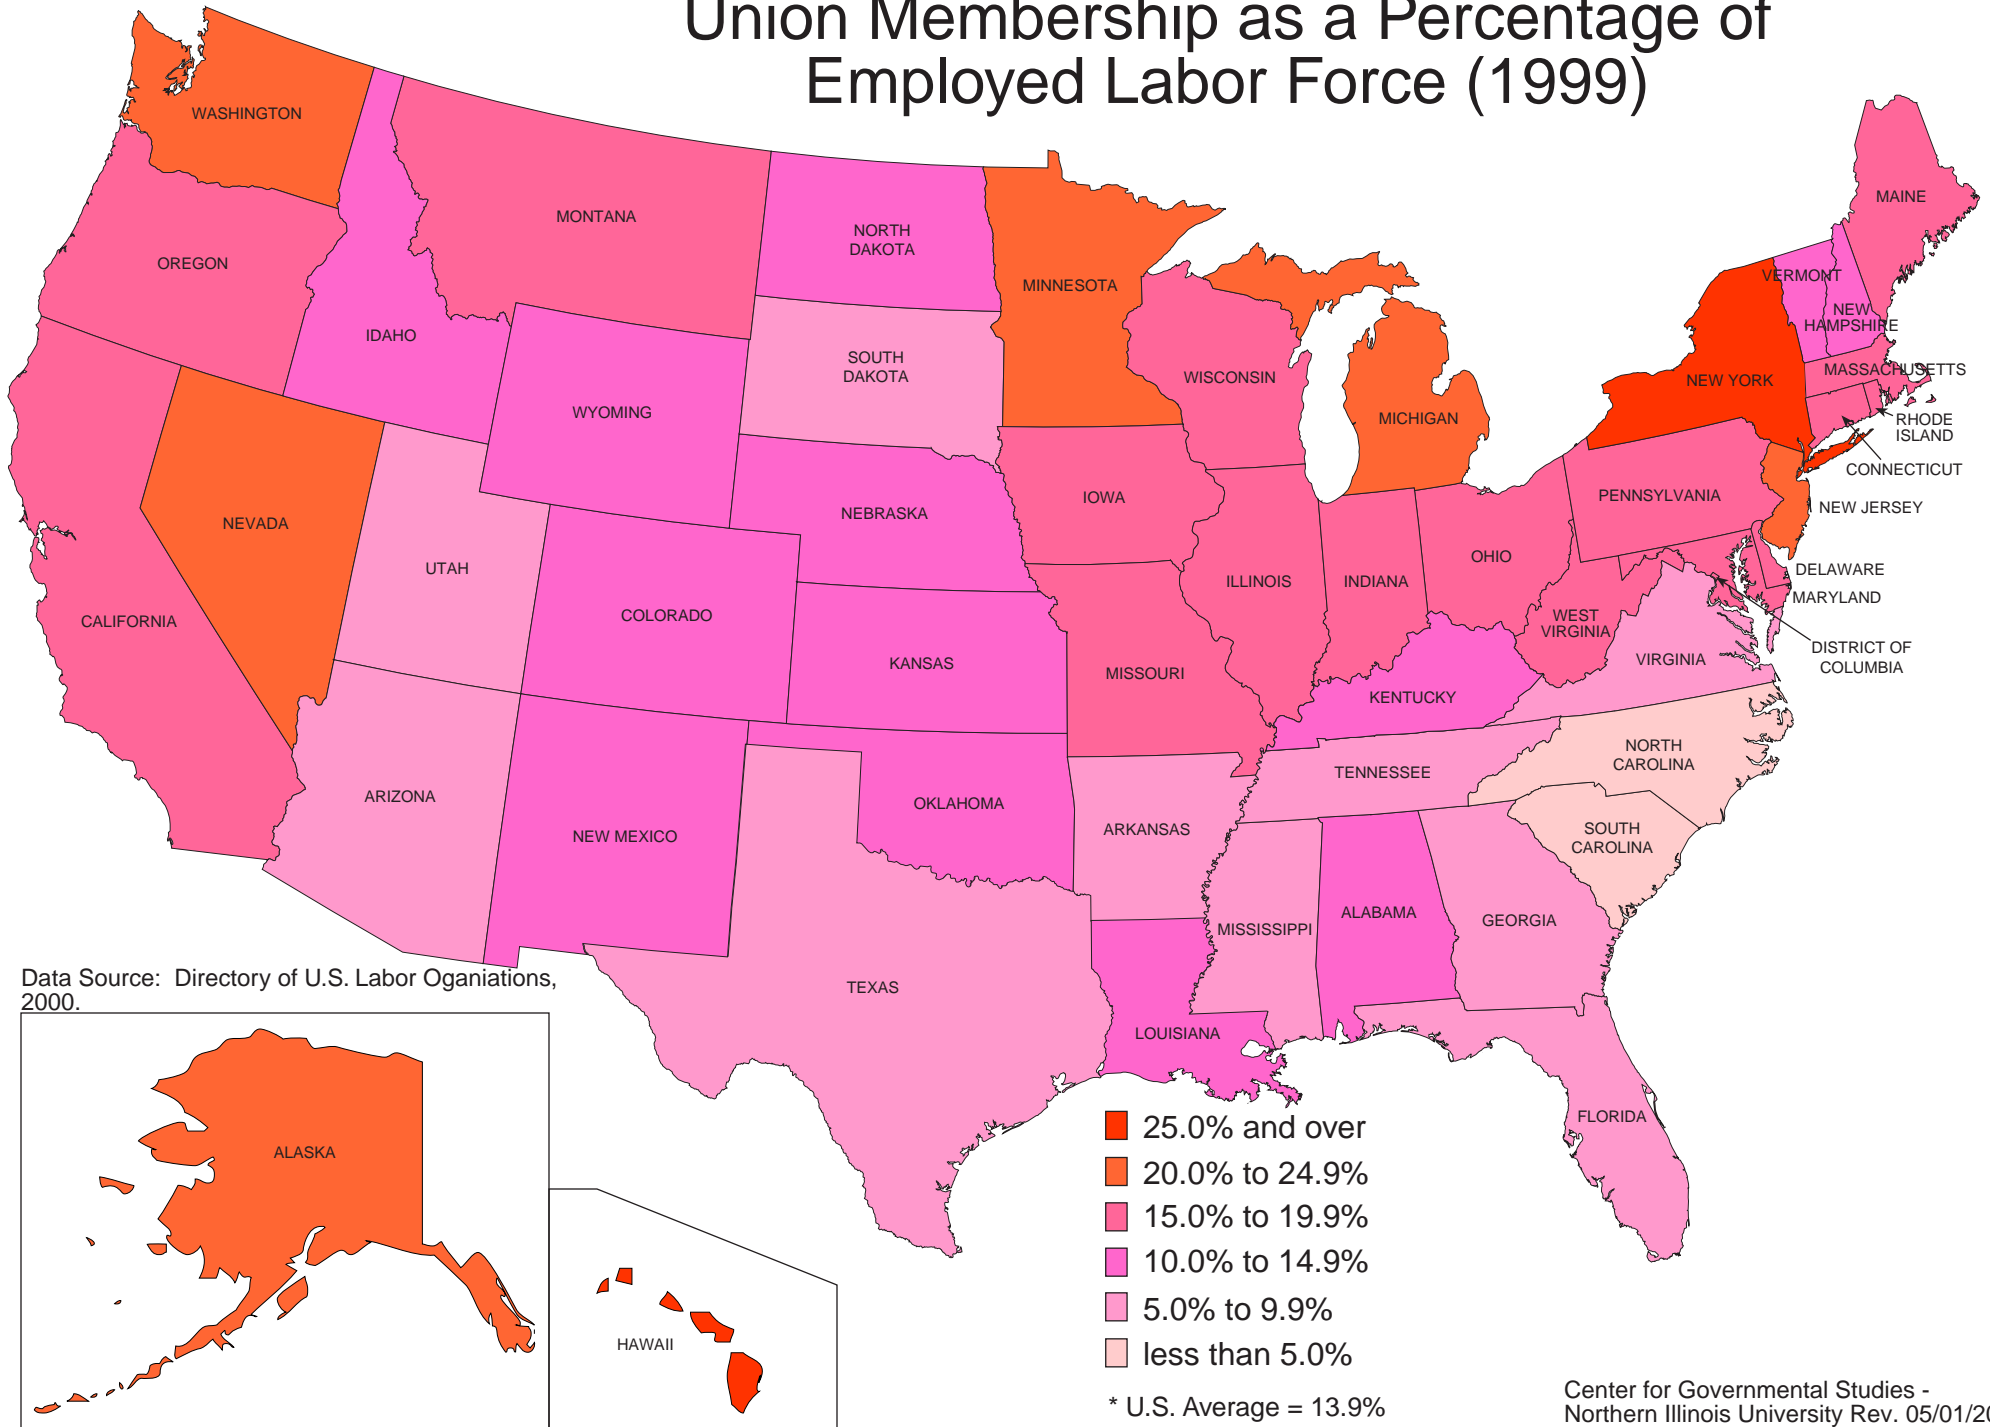 Union Membership as a Percentage of
Employed Labor Force (1999)
WASHINGTON
MONTANA
NORTH
DAKOTA
MINNESOTA
MAINE
OREGON
IDAHO
VERMONT
NEW
HAMPSHIRE
SOUTH
DAKOTA
WISCONSIN
MICHIGAN
NEW YORK
MASSACHUSETTS
WYOMING
RHODE
ISLAND
CONNECTICUT
IOWA
PENNSYLVANIA
NEW JERSEY
NEVADA
NEBRASKA
UTAH
OHIO
DELAWARE
ILLINOIS
INDIANA
MARYLAND
CALIFORNIA
COLORADO
WEST
VIRGINIA
DISTRICT OF
COLUMBIA
KANSAS
MISSOURI
VIRGINIA
KENTUCKY
NORTH
CAROLINA
TENNESSEE
ARIZONA
OKLAHOMA
NEW MEXICO
ARKANSAS
SOUTH
CAROLINA
MISSISSIPPI
ALABAMA
GEORGIA
TEXAS
LOUISIANA
FLORIDA
Data Source:  Directory of U.S. Labor Oganiations,
2000.
ALASKA
HAWAII
25.0% and over
20.0% to 24.9%
15.0% to 19.9%
10.0% to 14.9%
5.0% to 9.9%
less than 5.0%
* U.S. Average = 13.9%
Center for Governmental Studies -
Northern Illinois University Rev. 05/01/20